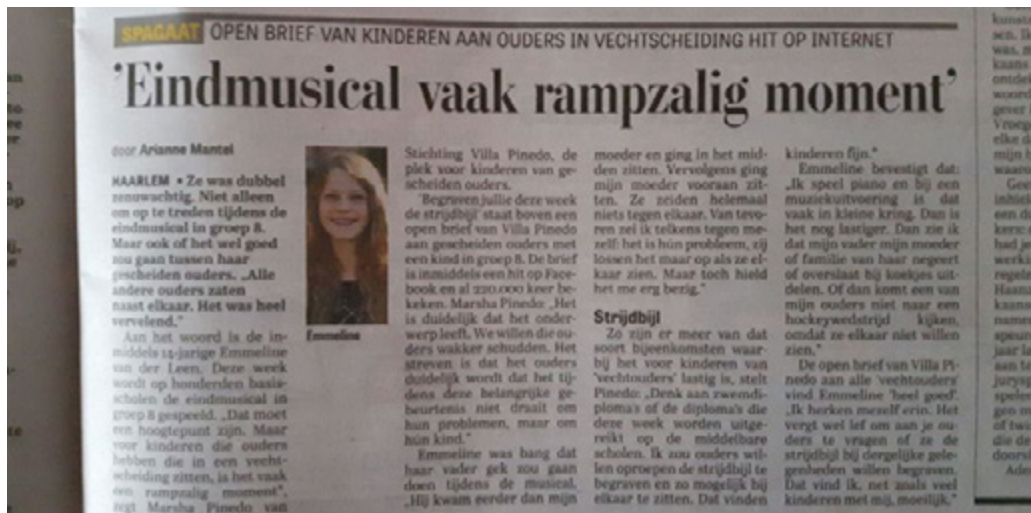 SPAGAAT OPEN BRIEF VAN KINDEREN AAN OUDERS IN VECHTSCHEIDING HIT OP INTERNET
'Eindmusical vaak rampzalig moment'
door Arianne Mantel
HAARLEM • Ze was dubbel
zenuwachtig. Niet alleen
om op te treden tijdens de
eindmusical in groep 8.
Maar ook of het wel goed
zou gaan tussen haar
gescheiden ouders. „Alle
andere ouders zaten
naast elkaar. Het was heel
vervelend."
Aan het woord is de in-
middels 14-jarige Emmeline
van der Leen. Deze week
wordt op honderden basis-
scholen de eindmusical in
groep 8 gespeeld. „Dat moet
een hoogtepunt zijn. Maar
voor kinderen die ouders
hebben die in een vecht-
scheiding zitten, is het vaak
een rampzalig moment",
zegt Marsha Pinedo van
Emmeline
Stichting Villa Pinedo, de
plek voor kinderen van ge-
scheiden ouders.
'Begraven jullie deze week
de strijdbijl' staat boven een
open brief van Villa Pinedo
aan gescheiden ouders met
een kind in groep 8. De brief
is inmiddels een hit op Face-
book en al 220.000 keer be-
keken. Marsha Pinedo: „Het
is duidelijk dat het onder-
werp leeft. We willen die ou-
ders wakker schudden. Het
streven is dat het ouders
duidelijk wordt dat het tij-
dens deze belangrijke ge-
beurtenis niet draait om
hun problemen, maar om
hún kind."
Emmeline was bang dat
haar vader gek zou gaan
doen tijdens de musical.
„Hij kwam eerder dan mijn
moeder en ging in het mid-
den zitten. Vervolgens ging
mijn moeder vooraan zit-
ten. Ze zeiden helemaal
niets tegen elkaar. Van tevo-
ren zei ik telkens tegen me-
zelf: het is hún probleem, zij
lossen het maar op als ze el-
kaar zien. Maar toch hield
het me erg bezig."
Strijdbijl
Zo zijn er meer van dat
soort bijeenkomsten waar-
bij het voor kinderen van
'vechtouders' lastig is, stelt
Pinedo: „Denk aan zwemdi-
ploma's of de diploma's die
deze week worden uitge-
reikt op de middelbare
scholen. Ik zou ouders wil-
len oproepen de strijdbijl te
begraven en zo mogelijk bij
elkaar te zitten. Dat vinden
kinderen fijn."
Emmeline bevestigt dat:
„Ik speel piano en bij een
muziekuitvoering is dat
vaak in kleine kring. Dan is
het nog lastiger. Dan zie ik
dat mijn vader mijn moeder
of familie van haar negeert
of overslaat bij koekjes uit-
delen. Of dan komt een van
mijn ouders niet naar een
hockeywedstrijd kijken,
omdat ze elkaar niet willen
zien."
De open brief van Villa Pi-
nedo aan alle 'vechtouders'
vind Emmeline 'heel goed'.
„Ik herken mezelf erin. Het
vergt wel lef om aan je ou-
ders te vragen of ze de
strijdbijl bij dergelijke gele-
genheden willen begraven.
Dat vind ik, net zoals veel
kinderen met mij, moeilijk."